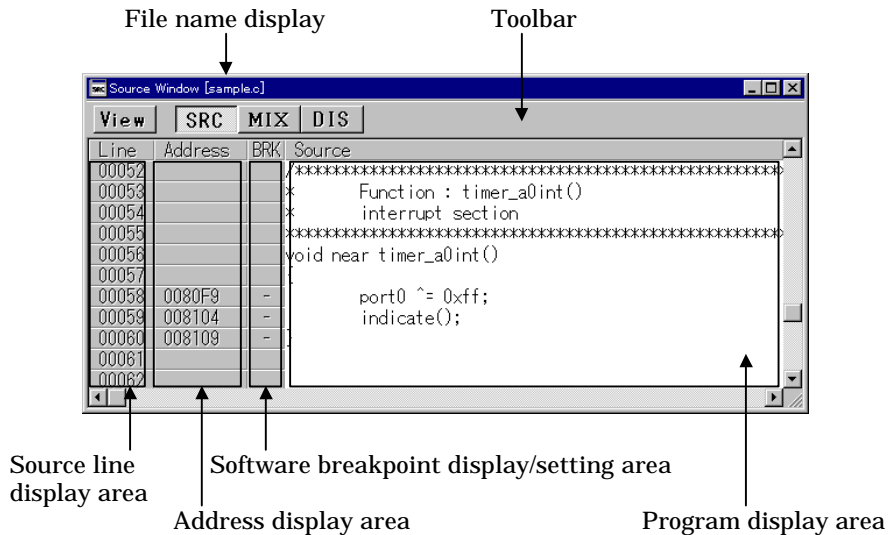 File name display
Toolbar
Source Window [sample.c]
View SRC MIX DIS
Line Address BRK Source
00052 /*******************************************************
00053 * Function : timer_a0int()
00054 * interrupt section
00055 ********************************************************
00056 void near timer_a0int()
00057 {
00058 0080F9 - port0 ^= 0xff;
00059 008104 - indicate();
00060 008109 - }
00061
00062
Source line
display area
Software breakpoint display/setting area
Address display area
Program display area